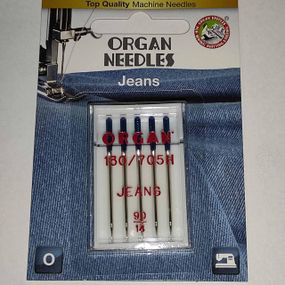 Top Quality Machine Needles
ORGAN
NEEDLES
Jeans
ORGAN
130/705H
JEANS
90
14
O